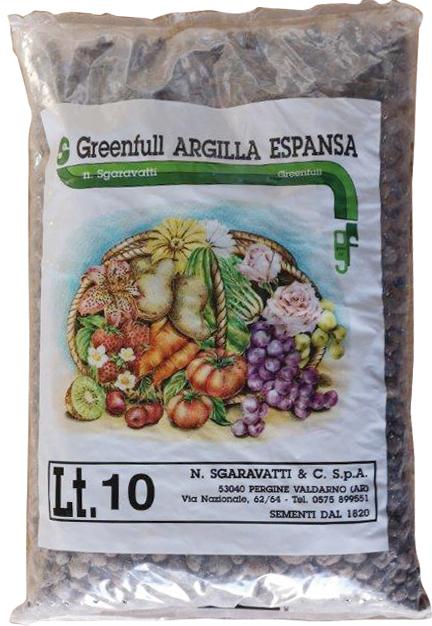 Greenfull ARGILLA ESPANSA
n. Sgaravatti Greenfull
Lt. 10
N. SGARAVATTI & C. S.p.A.
53040 PERGINE VALDARNO (AR)
Via Nazionale, 62/64 - Tel. 0575 899551
SEMENTI DAL 1820